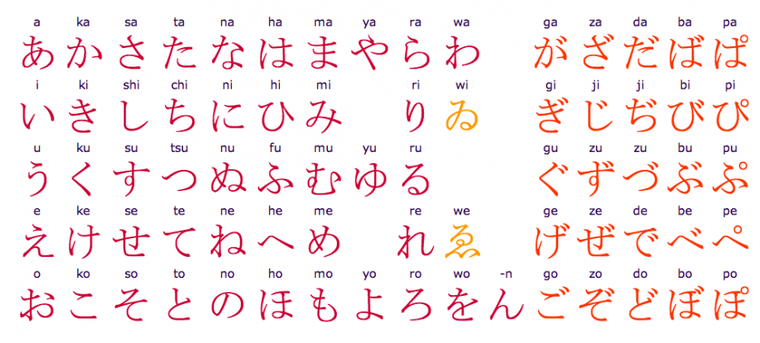 a ka sa ta na ha ma ya ra wa ga za da ba pa
あ か さ た な は ま や ら わ が ざ だ ば ぱ
i ki shi chi ni hi mi ri wi gi ji ji bi pi
い き し ち に ひ み り ゐ ぎ じ ぢ び ぴ
u ku su tsu nu fu mu yu ru gu zu zu bu pu
う く す つ ぬ ふ む ゆ る ぐ ず づ ぶ ぷ
e ke se te ne he me re we ge ze de be pe
え け せ て ね へ め れ ゑ げ ぜ で べ ぺ
o ko so to no ho mo yo ro wo -n go zo do bo po
お こ そ と の ほ も よ ろ を ん ご ぞ ど ぼ ぽ